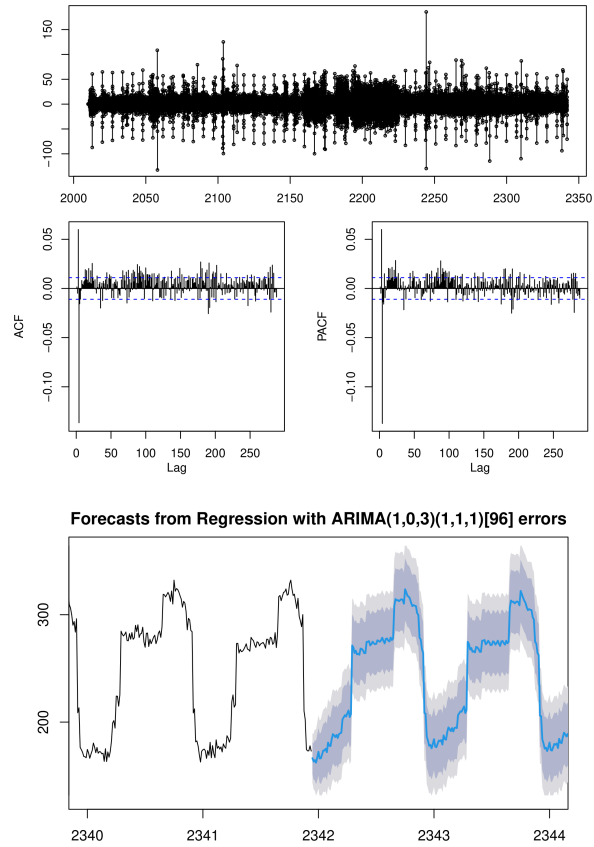 150
50
0
−100
2000 2050 2100 2150 2200 2250 2300 2350
0.05
0.00
−0.05
−0.10
ACF
0 50 100 150 200 250
Lag
0.05
0.00
−0.05
−0.10
PACF
0 50 100 150 200 250
Lag
Forecasts from Regression with ARIMA(1,0,3)(1,1,1)[96] errors
300
200
2340 2341 2342 2343 2344